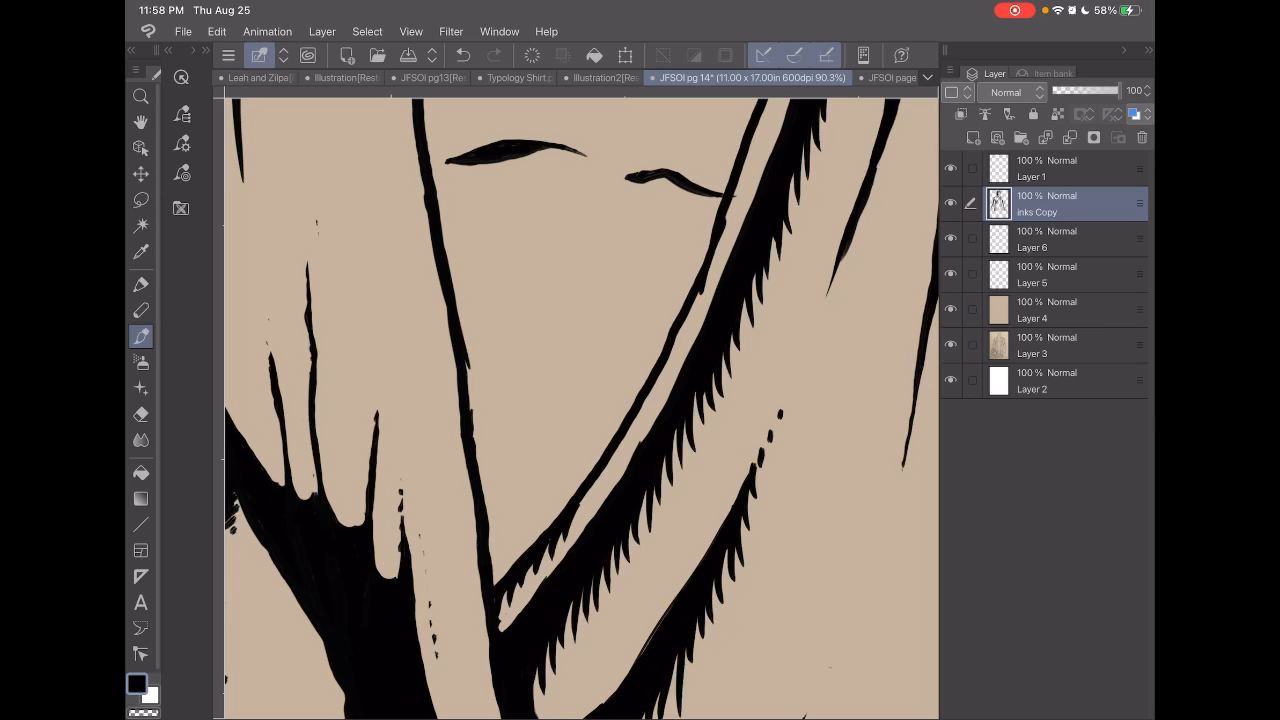 11:58 PM Thu Aug 25
58%
File Edit Animation Layer Select View Filter Window Help
Leah and Zilpa[ Illustration[Rest JFSOI pg13[Re: Typology Shirt. Illustration2[Res JFSOI pg 14* (11.00 x 17.00in 600dpi 90.3%) JFSOI page
Layer Item bank
Normal 100
100 % Normal
Layer 1
100 % Normal
inks Copy
100 % Normal
Layer 6
100 % Normal
Layer 5
100 % Normal
Layer 4
100 % Normal
Layer 3
100 % Normal
Layer 2